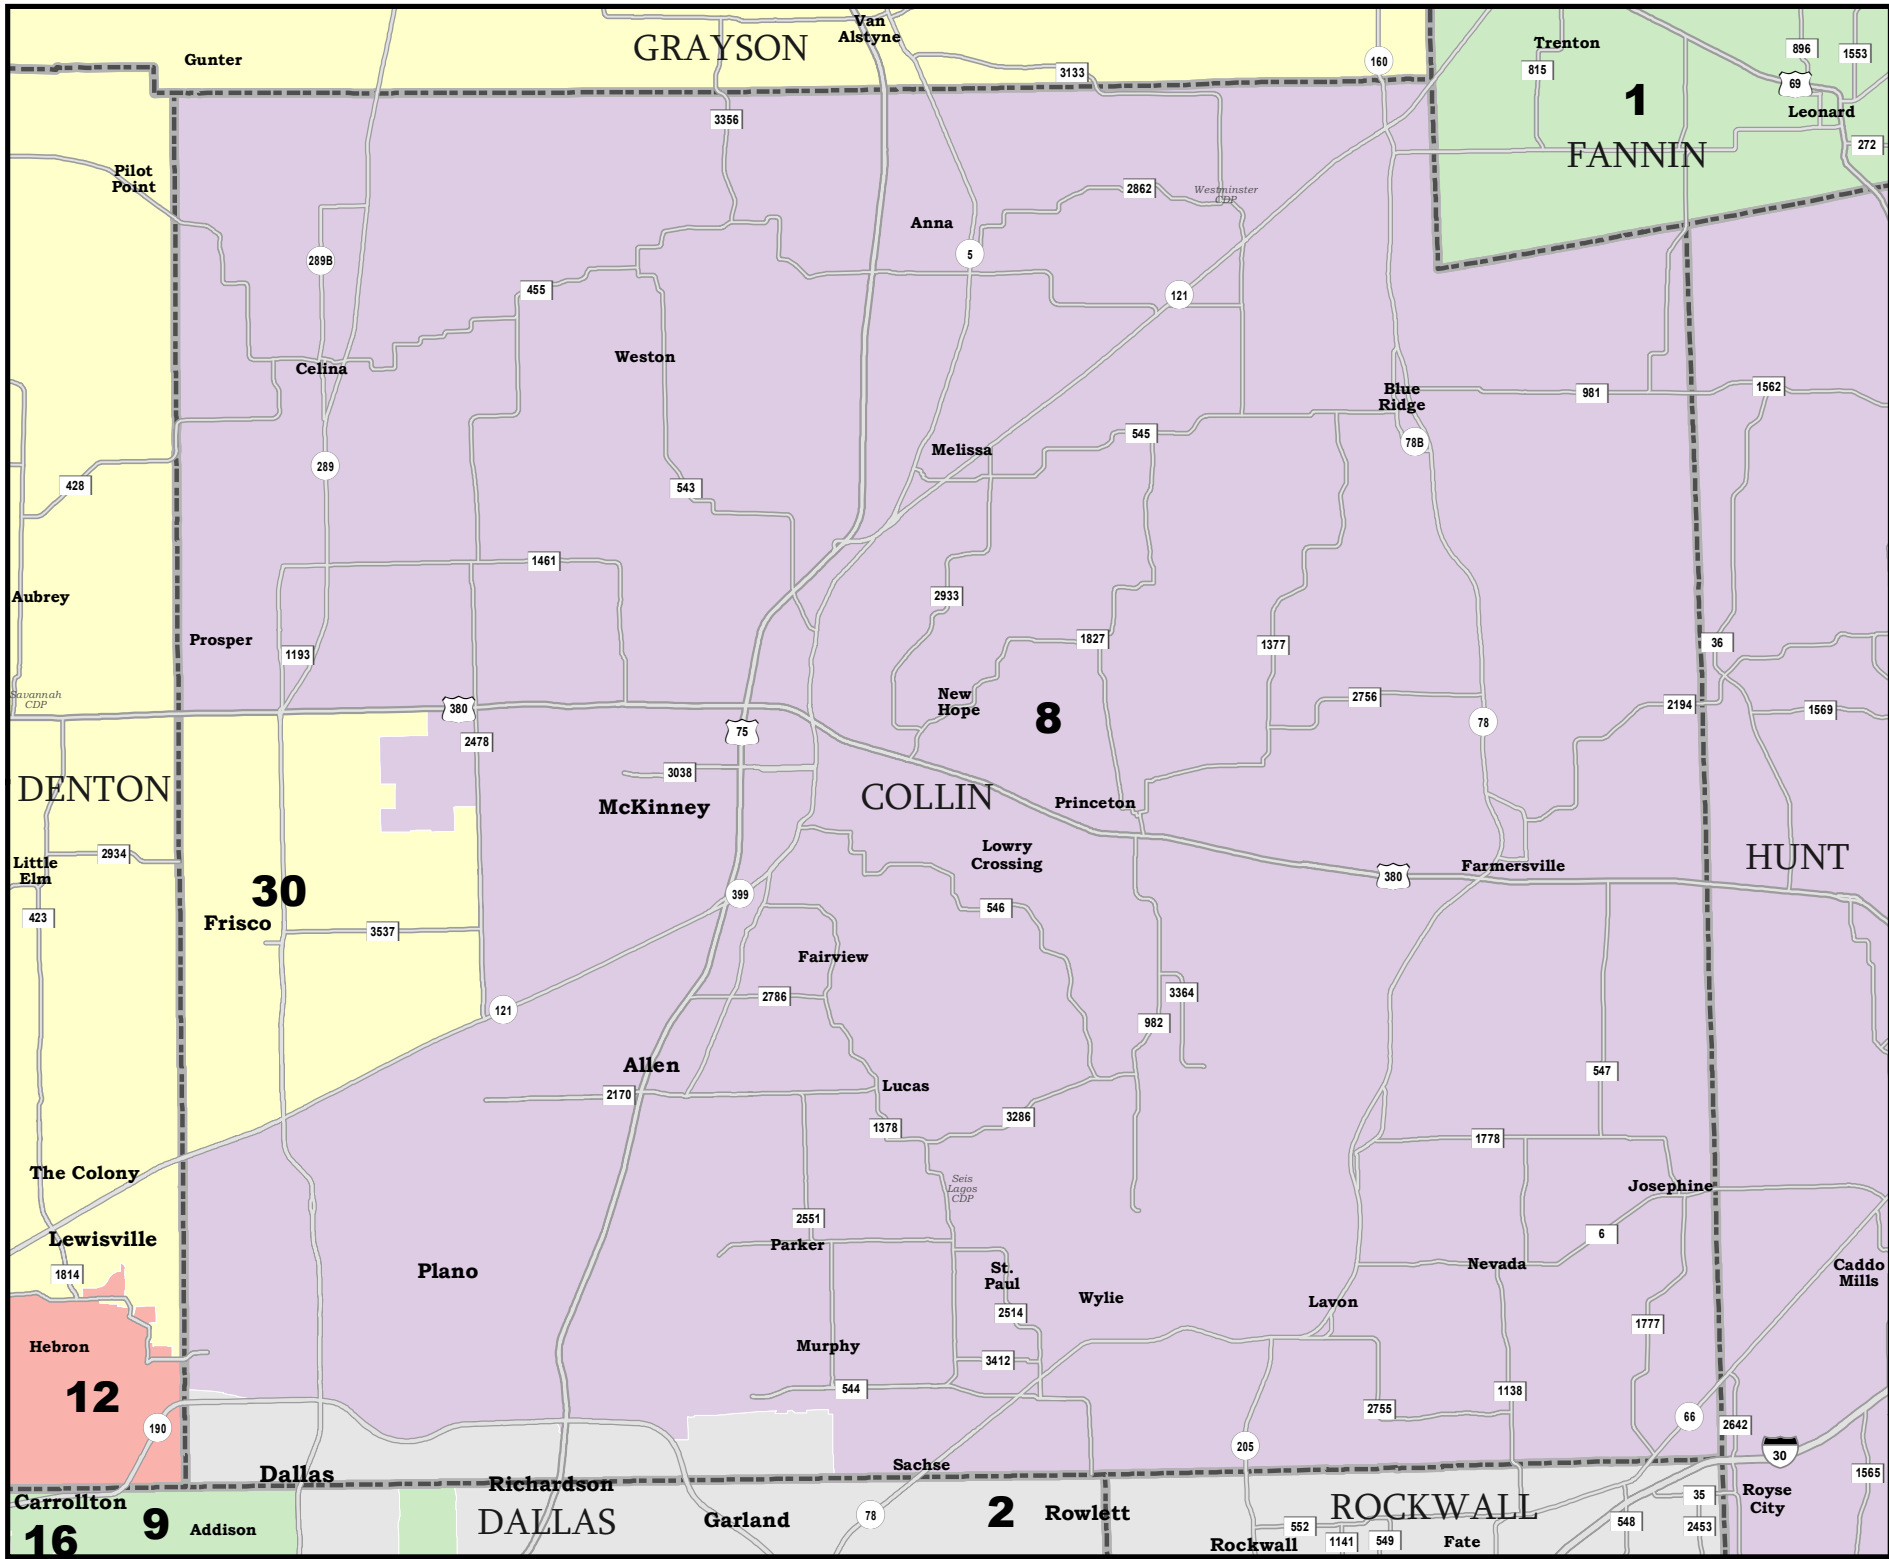 GRAYSON
Van
Alstyne
Gunter
3133
160
Trenton
815
896
1553
69
1
Leonard
3356
FANNIN
272
Pilot
Point
2862
Westminster
CDP
Anna
5
289B
455
121
Weston
Celina
Blue
Ridge
981
1562
545
78B
Melissa
289
428
543
1461
2933
Aubrey
Prosper
1193
1827
1377
36
Savannah
CDP
New
Hope
8
2756
2194
1569
380
75
78
2478
3038
DENTON
McKinney
COLLIN
Princeton
2934
Little
Elm
Lowry
Crossing
HUNT
Farmersville
380
30
399
423
Frisco
3537
546
Fairview
2786
3364
121
982
Allen
2170
Lucas
547
1378
3286
1778
The Colony
Seis
Lagos
CDP
Josephine
2551
6
Lewisville
Parker
1814
Plano
St.
Paul
Nevada
Caddo
Mills
Wylie
Lavon
2514
1777
Hebron
Murphy
3412
544
12
1138
2755
190
66
2642
205
30
Sachse
Dallas
Richardson
1565
Carrollton
16
9
Addison
DALLAS
Garland
78
2
Rowlett
ROCKWALL
35
Royse
City
552
1141
549
548
2453
Rockwall
Fate